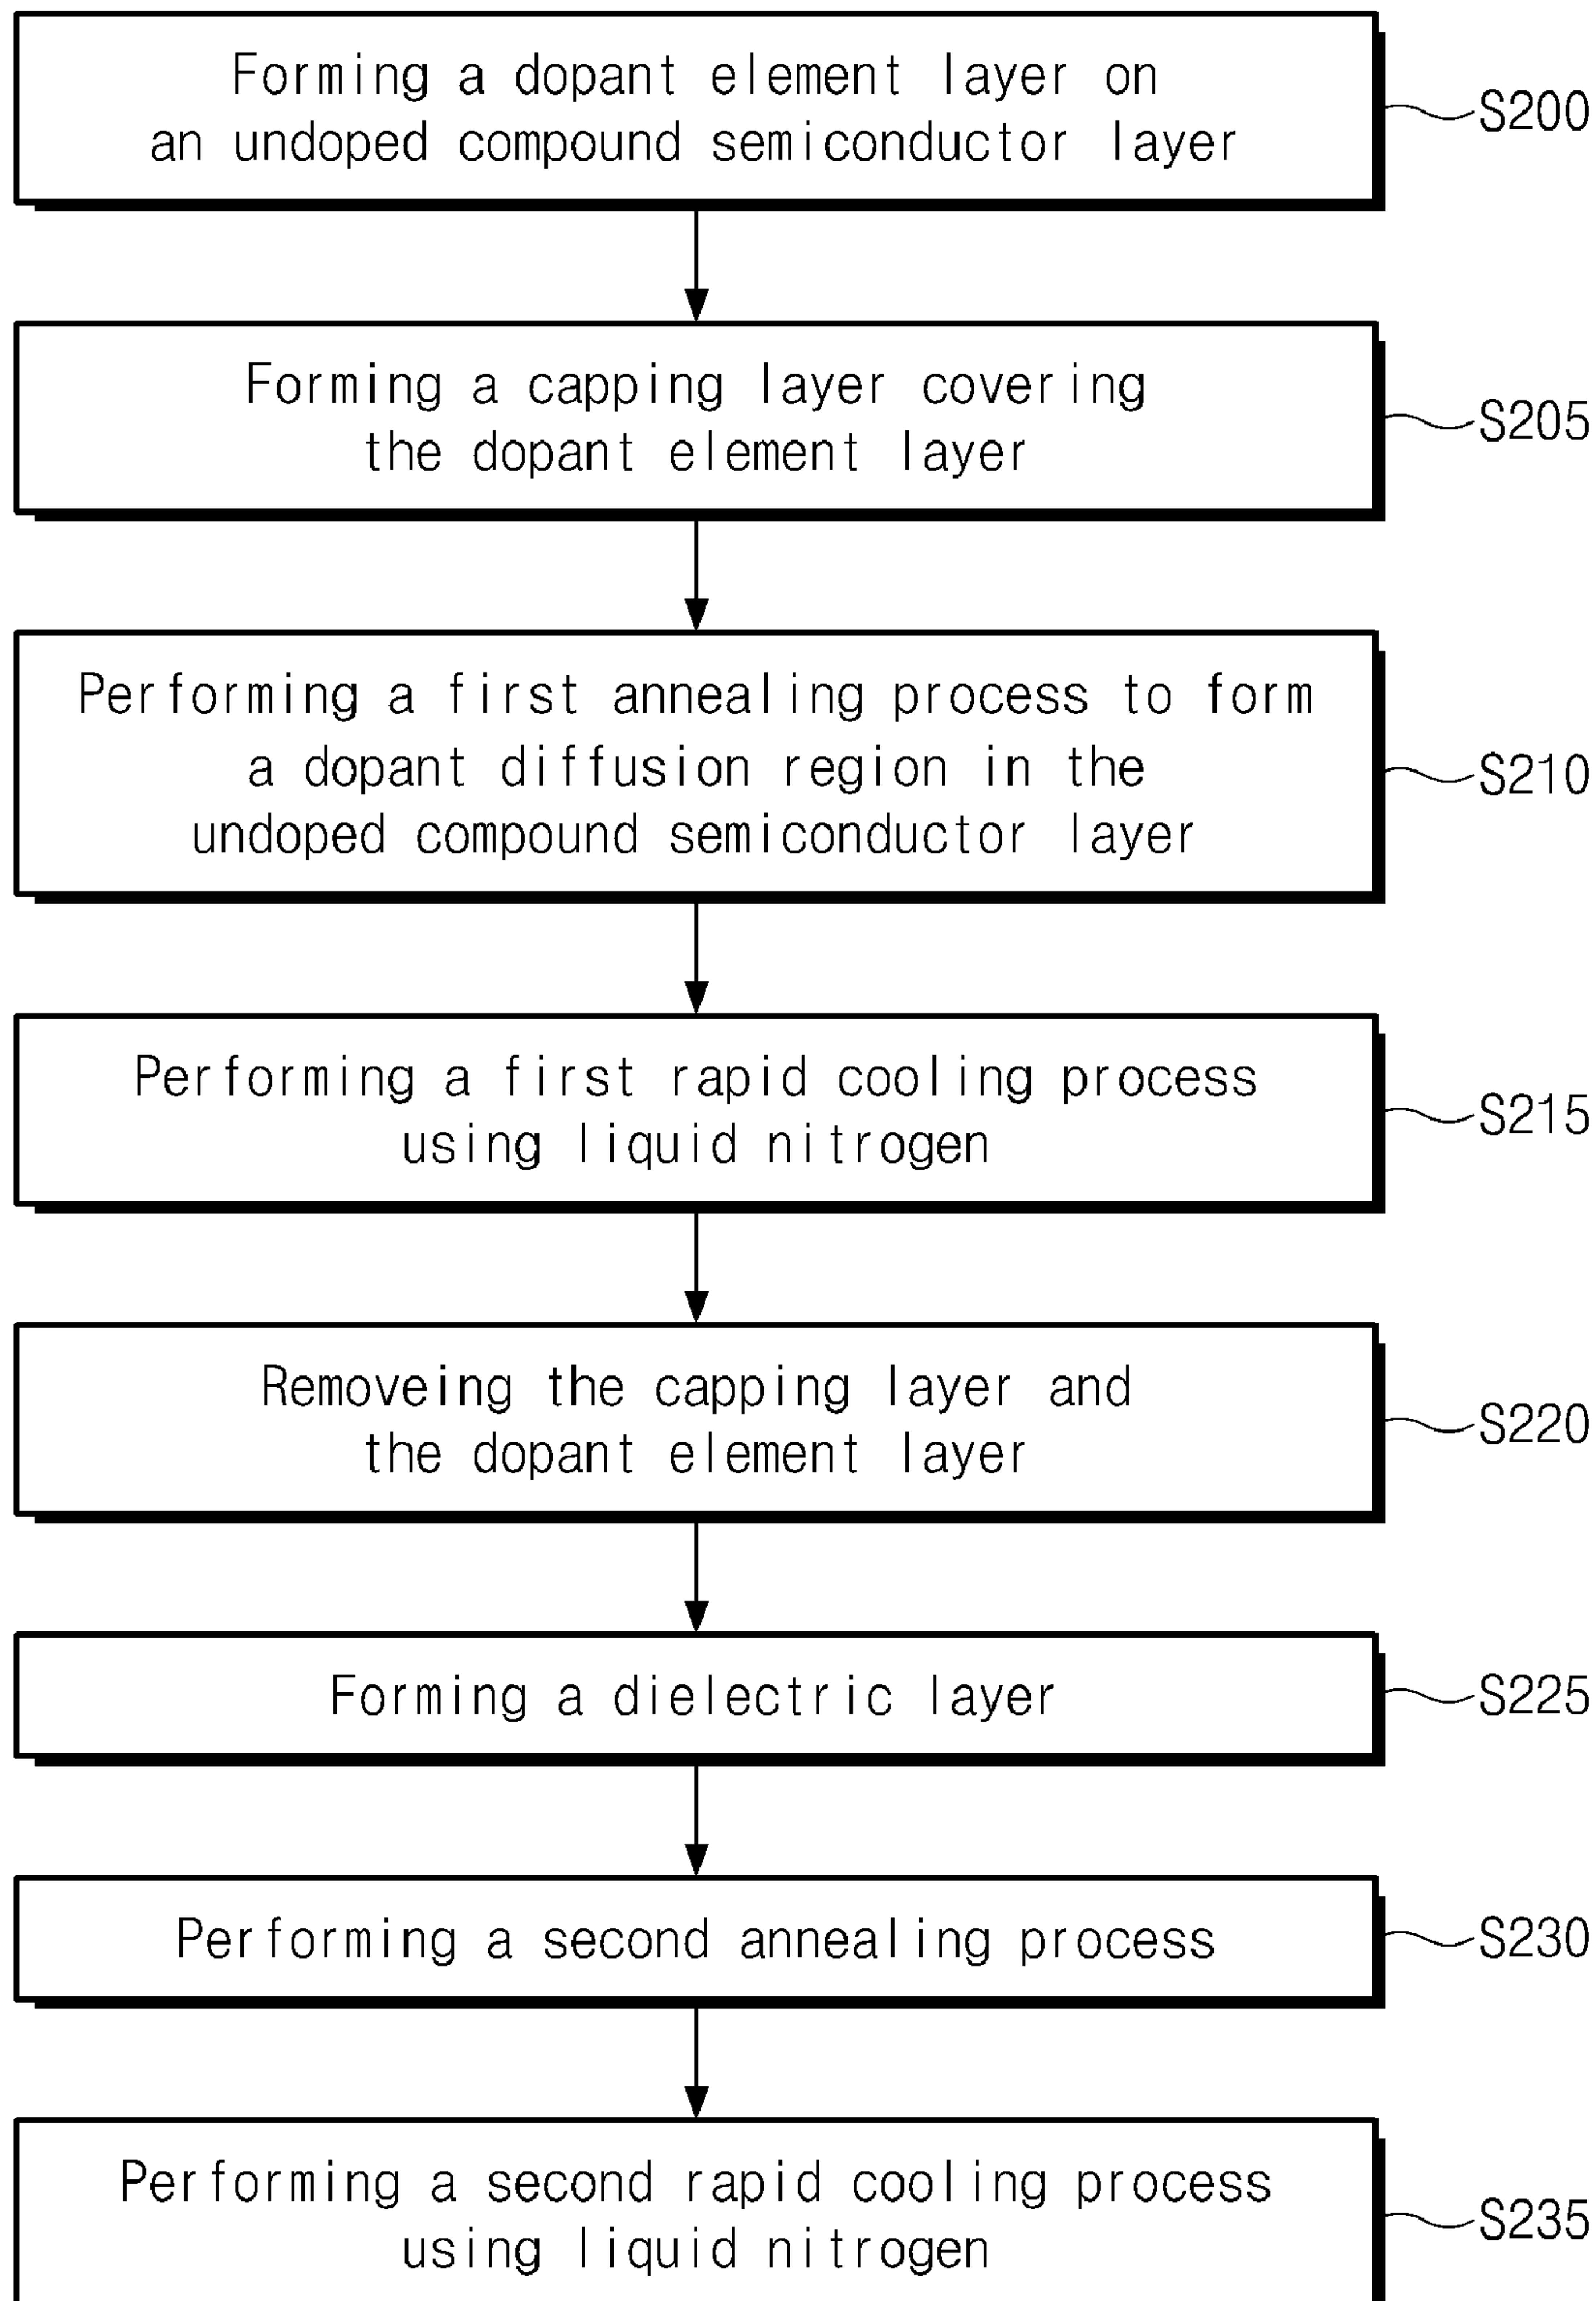 Forming a dopant element layer on
an undoped compound semiconductor layer
S200
Forming a capping layer covering
the dopant element layer
S205
Performing a first annealing process to form
a dopant diffusion region in the
undoped compound semiconductor layer
S210
Performing a first rapid cooling process
using liquid nitrogen
S215
Removeing the capping layer and
the dopant element layer
S220
Forming a dielectric layer
S225
Performing a second annealing process
S230
Performing a second rapid cooling process
using liquid nitrogen
S235